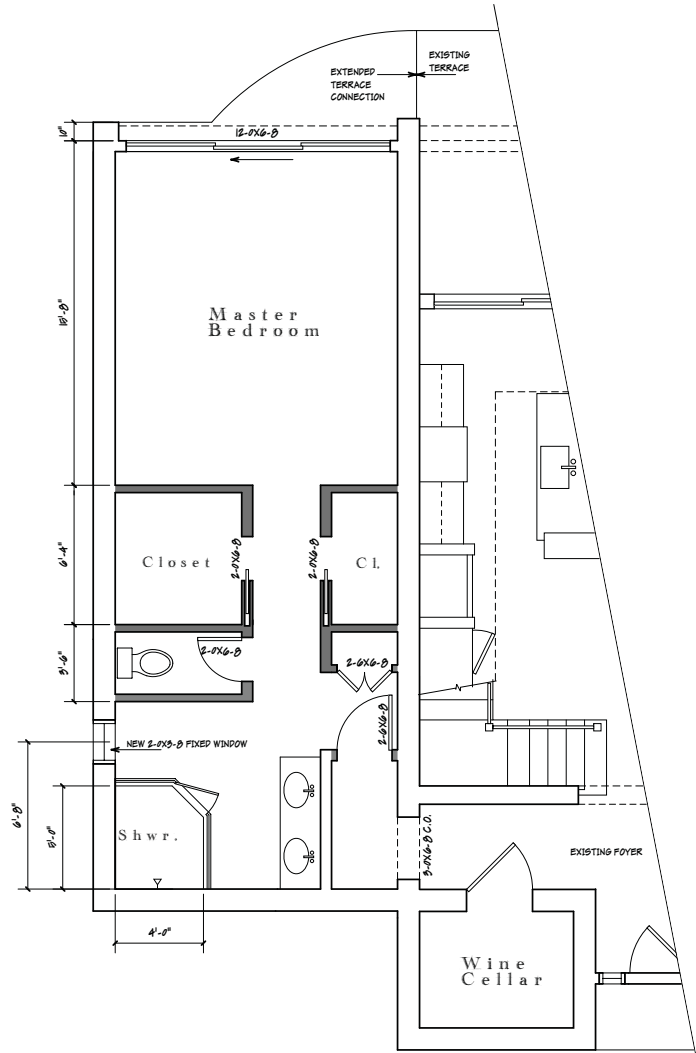 EXISTING
TERRACE
EXTENDED
TERRACE
CONNECTION
10"
12-0X6-8
15'-8"
Master
Bedroom
6'-4"
Closet
2-0X6-8
2-0X6-8
Cl.
3'-6"
2-0X6-8
2-6X6-8
2-6X6-8
NEW 2-0X3-8 FIXED WINDOW
6'-8"
5'-0"
Shwr.
3-0X6-8 C.O.
EXISTING FOYER
4'-0"
Wine
Cellar